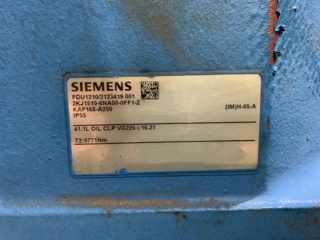 SIEMENS
FDU1210/2123419 001
2KJ1510-6NA00-0FF1-Z
KAF168-A250
IP55
(IM)H-05-A
41.1L OIL CLP VG220 i:16.21
T2:5771Nm